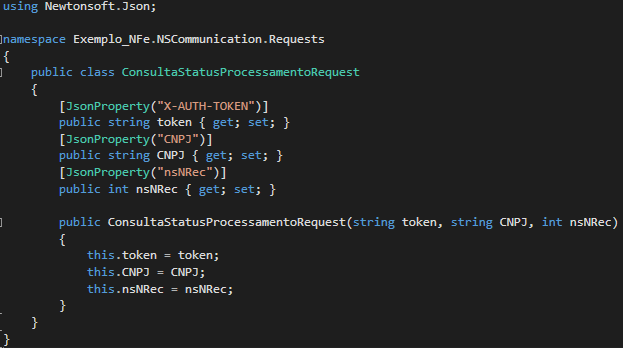 using Newtonsoft.Json;
namespace Exemplo_NFe.NSCommunication.Requests
{
public class ConsultaStatusProcessamentoRequest
{
[JsonProperty("X-AUTH-TOKEN")]
public string token { get; set; }
[JsonProperty("CNPJ")]
public string CNPJ { get; set; }
[JsonProperty("nsNRec")]
public int nsNRec { get; set; }
public ConsultaStatusProcessamentoRequest(string token, string CNPJ, int nsNRec)
{
this.token = token;
this.CNPJ = CNPJ;
this.nsNRec = nsNRec;
}
}
}